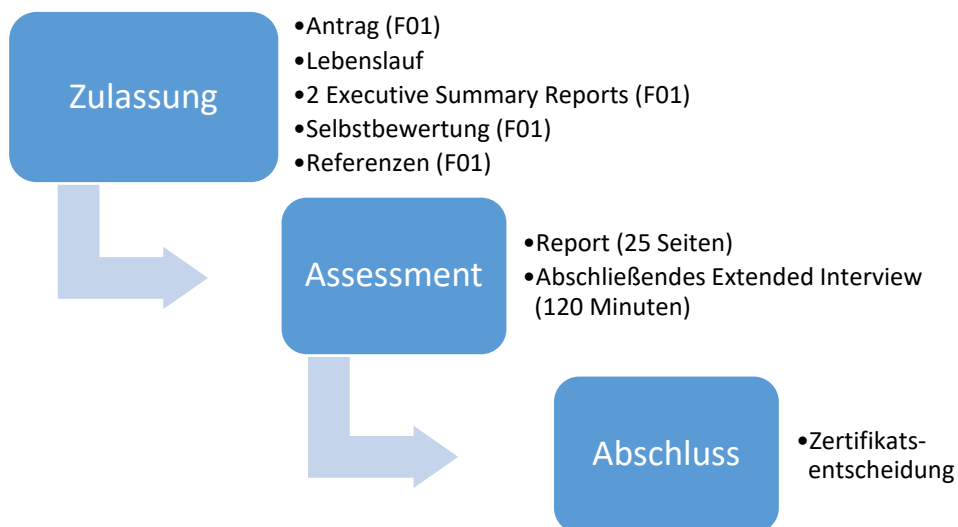 Zulassung
•Antrag (F01)
•Lebenslauf
•2 Executive Summary Reports (F01)
•Selbstbewertung (F01)
•Referenzen (F01)
Assessment
•Report (25 Seiten)
•Abschließendes Extended Interview
(120 Minuten)
Abschluss
•Zertifikats-
entscheidung